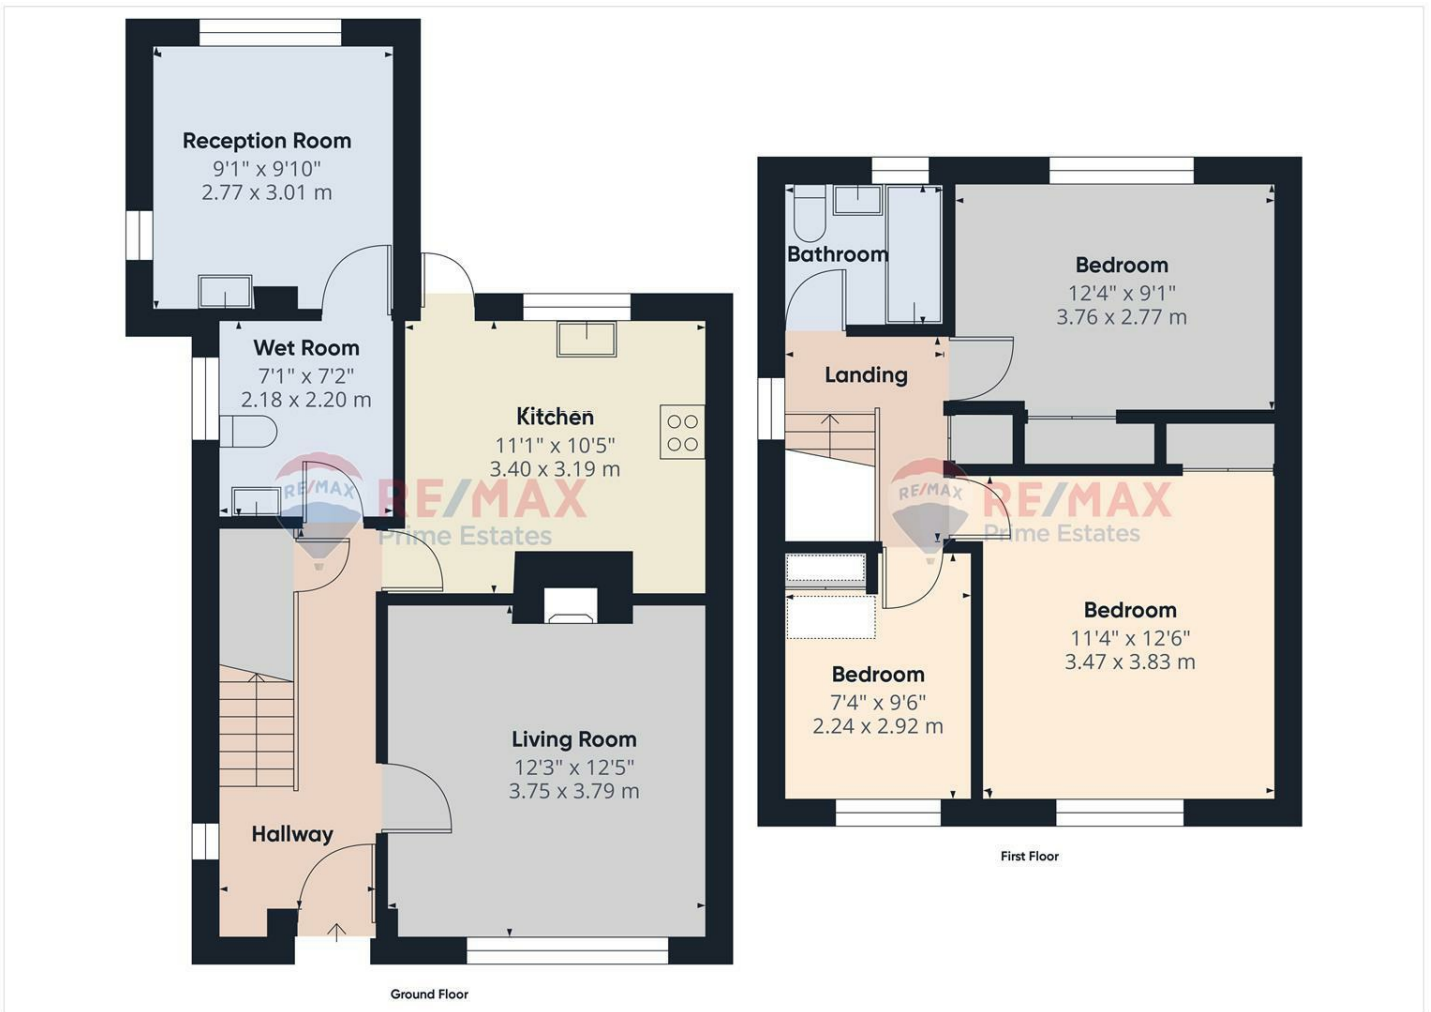 Reception Room
9'1" x 9'10"
2.77 x 3.01 m
Wet Room
7'1" x 7'2"
2.18 x 2.20 m
Kitchen
11'1" x 10'5"
3.40 x 3.19 m
RE/MAX
RE/MAX
Prime Estates
Living Room
12'3" x 12'5"
3.75 x 3.79 m
Hallway
Ground Floor
Bathroom
Bedroom
12'4" x 9'1"
3.76 x 2.77 m
Landing
RE/MAX
RE/MAX
Prime Estates
Bedroom
11'4" x 12'6"
3.47 x 3.83 m
Bedroom
7'4" x 9'6"
2.24 x 2.92 m
First Floor